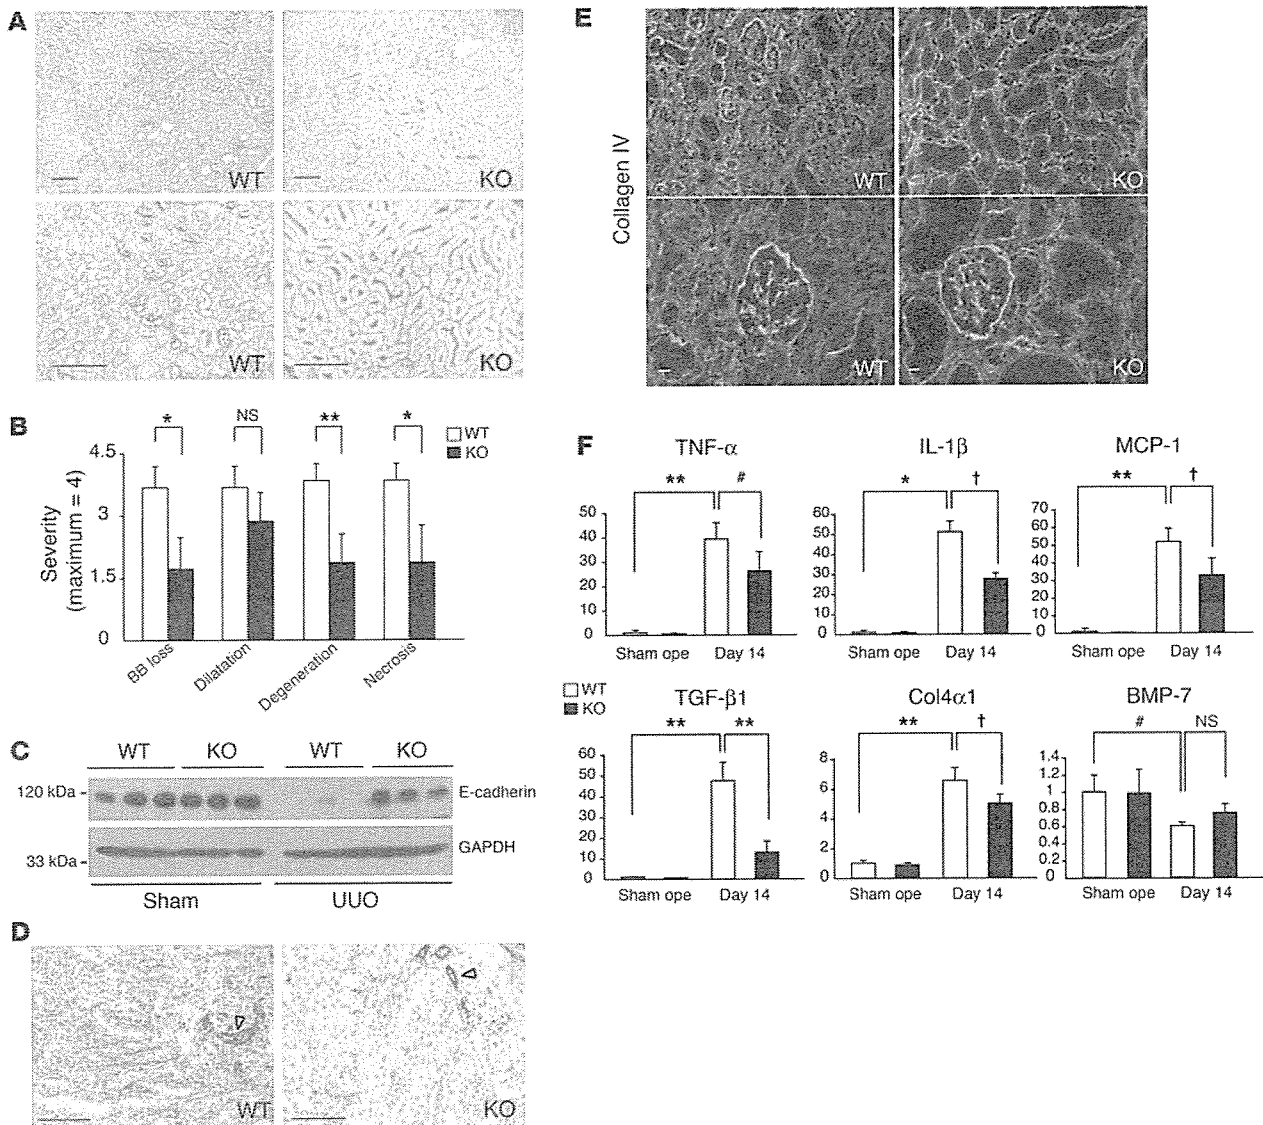 A
WT
KO
WT
KO
B
Severity
(maximum = 4)
4.5
3
1.5
0
*
NS
**
*
WT
KO
BB loss
Dilatation
Degeneration
Necrosis
C
WT
KO
WT
KO
120 kDa
E-cadherin
33 kDa
GAPDH
Sham
UUO
D
WT
KO
E
Collagen IV
WT
KO
WT
KO
F
TNF-α
**
#
50
40
30
20
10
0
Sham ope
Day 14
IL-1β
*
†
60
50
40
30
20
10
0
Sham ope
Day 14
MCP-1
**
†
70
60
50
40
30
20
10
0
Sham ope
Day 14
WT
KO
TGF-β1
**
**
60
50
40
30
20
10
0
Sham ope
Day 14
Col4α1
**
†
8
6
4
2
0
Sham ope
Day 14
BMP-7
#
NS
1.4
1
0.8
0.6
0.4
0.2
0
Sham ope
Day 14